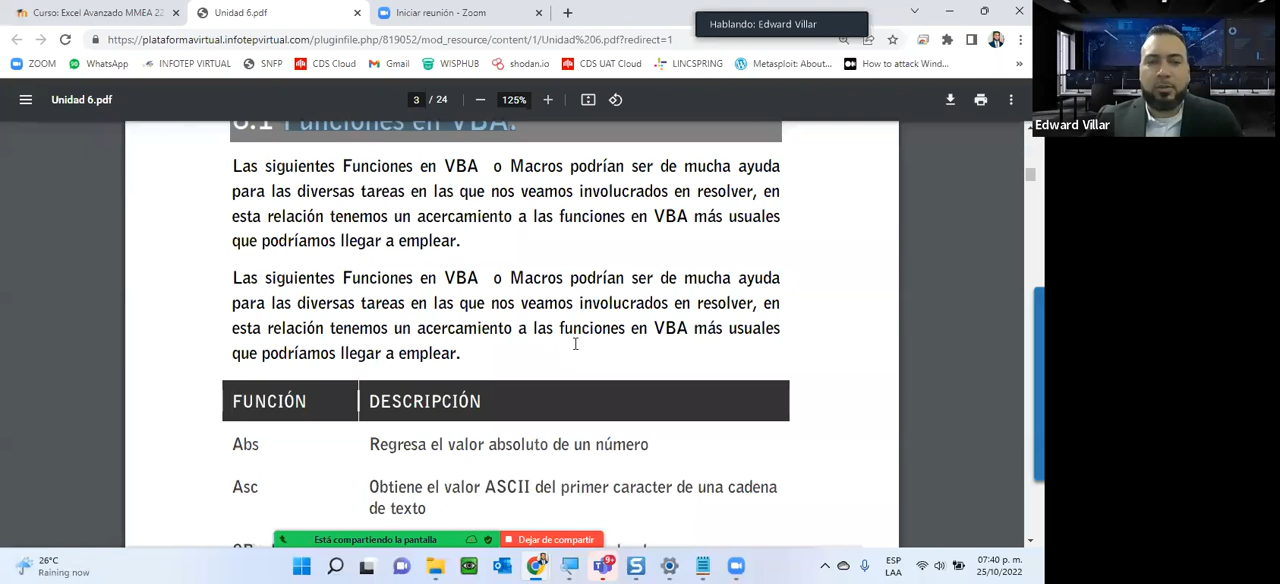 Curso: Excel Avanzado MMEA 22
Unidad 6.pdf
Iniciar reunión - Zoom
Hablando: Edward Villar
https://plataformavirtual.infotepvirtual.com/pluginfile.php/819052/mod_resource/content/1/Unidad%206.pdf?redirect=1
ZOOM WhatsApp INFOTEP VIRTUAL SNFP CDS Cloud Gmail WISPHUB shodan.io CDS UAT Cloud LINCSPRING Metasploit: About... How to attack Wind... »
Unidad 6.pdf 3 / 24 125%
Edward Villar
6.1 Funciones en VBA.
Las siguientes Funciones en VBA o Macros podrían ser de mucha ayuda
para las diversas tareas en las que nos veamos involucrados en resolver, en
esta relación tenemos un acercamiento a las funciones en VBA más usuales
que podríamos llegar a emplear.
Las siguientes Funciones en VBA o Macros podrían ser de mucha ayuda
para las diversas tareas en las que nos veamos involucrados en resolver, en
esta relación tenemos un acercamiento a las funciones en VBA más usuales
que podríamos llegar a emplear.
FUNCIÓN DESCRIPCIÓN
Abs Regresa el valor absoluto de un número
Asc Obtiene el valor ASCII del primer caracter de una cadena
de texto
Está compartiendo la pantalla Dejar de compartir
26°C
Raining now
9+
ESP
LAA
07:40 p. m.
25/10/2022